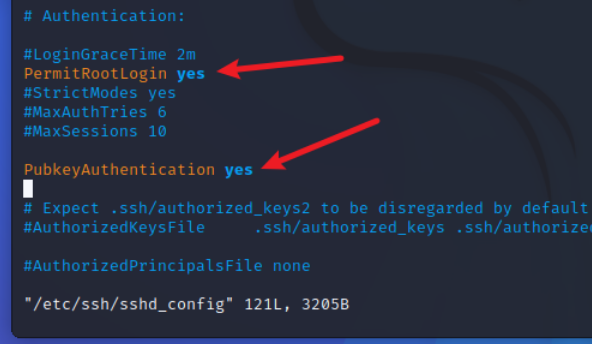 # Authentication:
#LoginGraceTime 2m
PermitRootLogin yes
#StrictModes yes
#MaxAuthTries 6
#MaxSessions 10
PubkeyAuthentication yes
# Expect .ssh/authorized_keys2 to be disregarded by default
#AuthorizedKeysFile .ssh/authorized_keys .ssh/authorize
#AuthorizedPrincipalsFile none
"/etc/ssh/sshd_config" 121L, 3205B